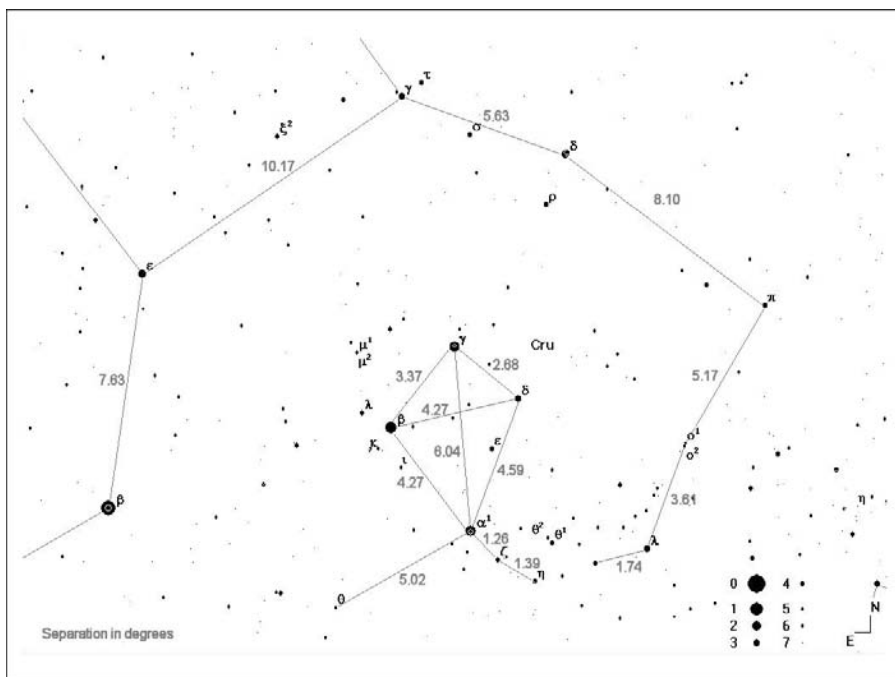 τ
γ
5.63
σ
ξ²
δ
10.17
8.10
ρ
ε
π
γ
Cru
μ¹
μ²
2.68
3.37
5.17
7.63
δ
λ
4.27
β
ο¹
κ
ε
6.04
ο²
ι
4.59
4.27
3.61
η
β
α¹
θ²
θ¹
1.26
λ
ζ
1.39
1.74
η
5.02
θ
0 4
1 5
2 6
3 7
N
E
Separation in degrees